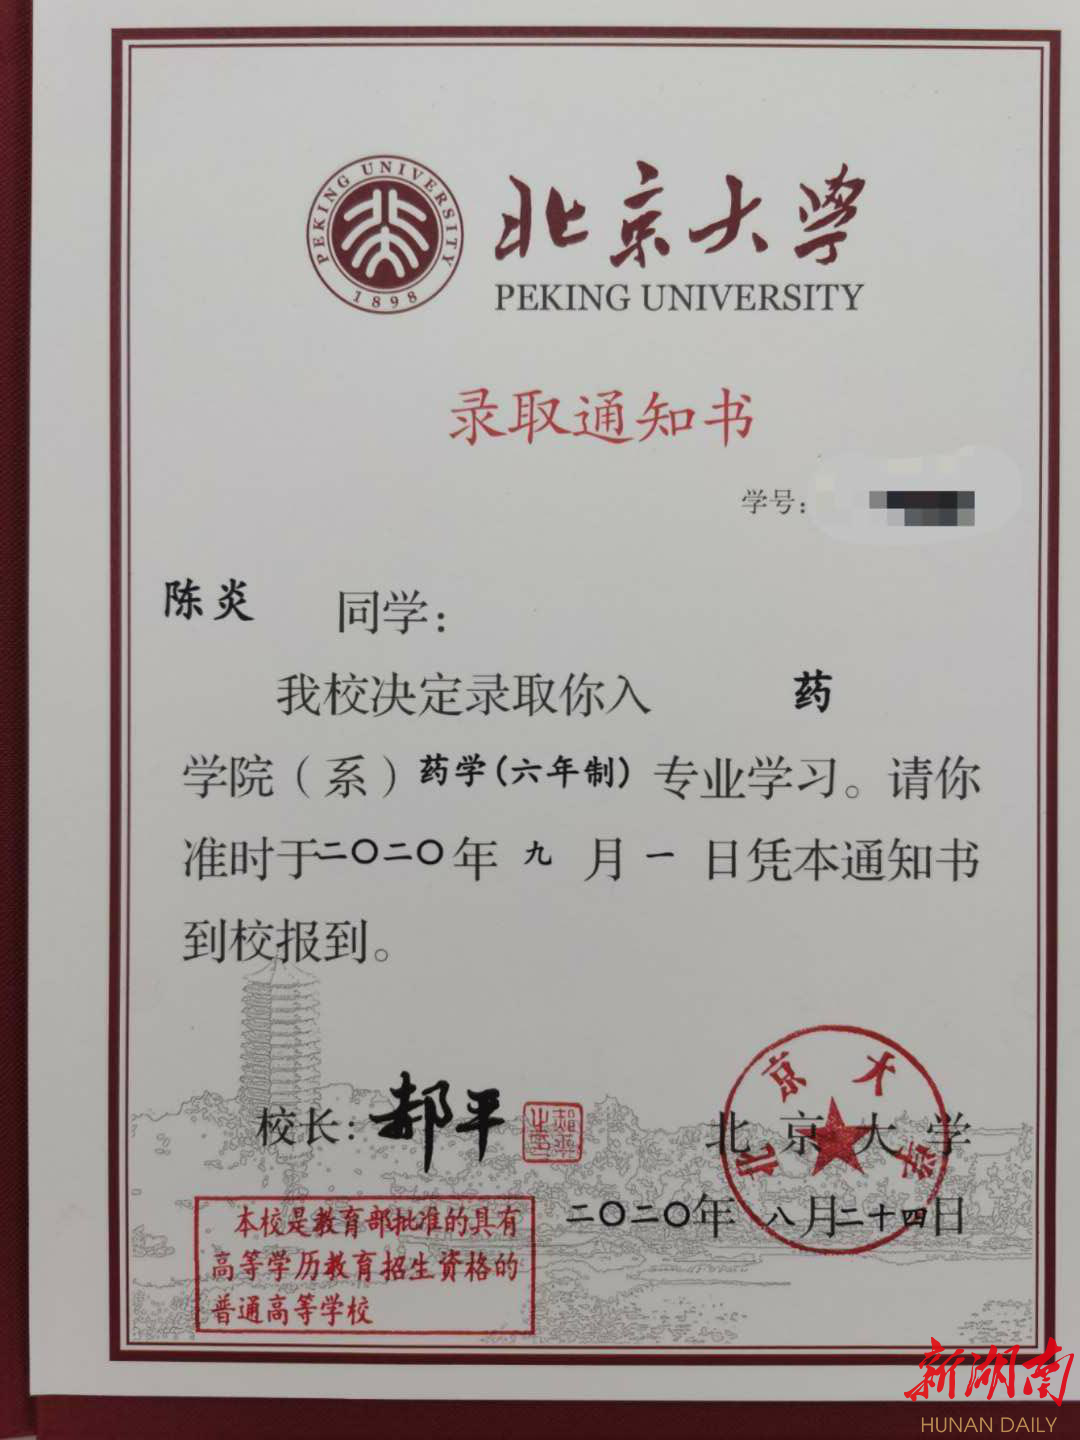 PEKING UNIVERSITY
1898
北京大学
PEKING UNIVERSITY
录取通知书
学号：
陈炎 同学：
我校决定录取你入 药
学院（系）药学(六年制) 专业学习。请你
准时于二〇二〇年 九 月 一 日凭本通知书
到校报到。
校长：郝平
北京大学
北京大学
二〇二〇年 八 月二十四日
本校是教育部批准的具有
高等学历教育招生资格的
普通高等学校
新湖南
HUNAN DAILY